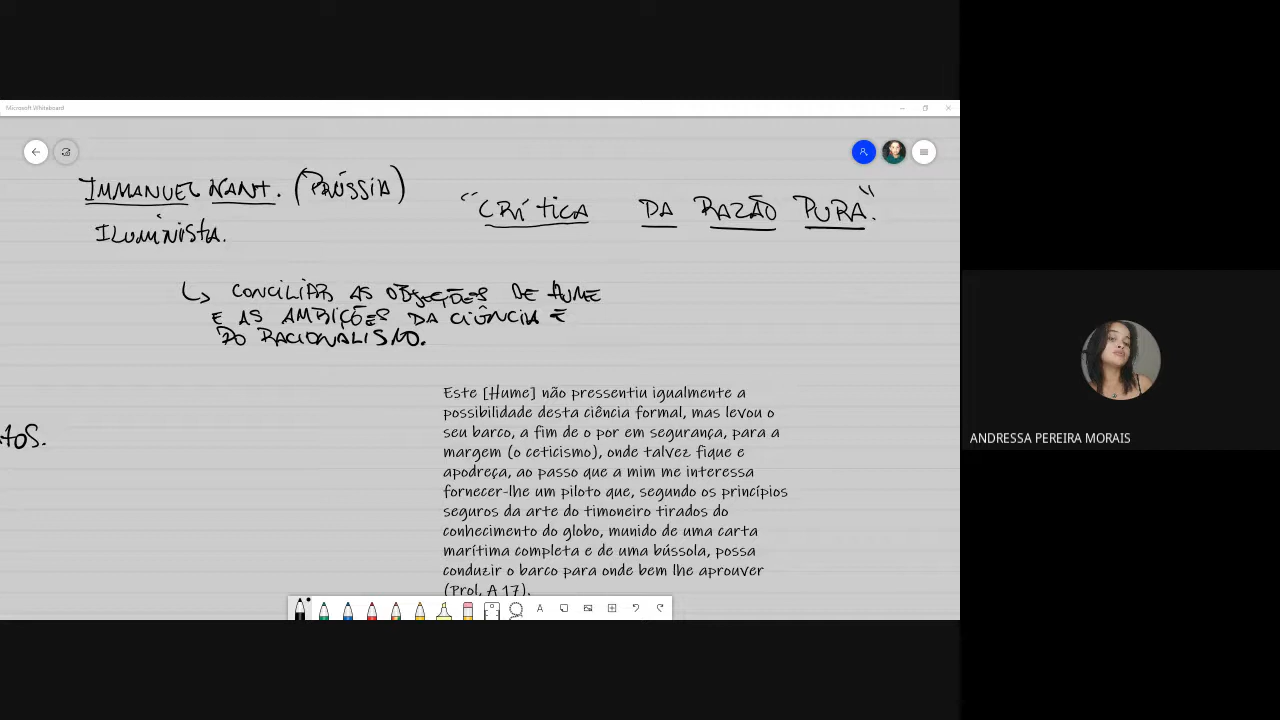 Microsoft Whiteboard
IMMANUEL KANT. (PRÚSSIA)
"CRÍTICA DA RAZÃO PURA".
ILUMINISTA.
CONCILIAR AS OBJEÇÕES DE HUME
E AS AMBIÇÕES DA CIÊNCIA E
DO RACIONALISMO.
Este [Hume] não pressentiu igualmente a
possibilidade desta ciência formal, mas levou o
seu barco, a fim de o por em segurança, para a
margem (o ceticismo), onde talvez fique e
apodreça, ao passo que a mim me interessa
fornecer-lhe um piloto que, segundo os princípios
seguros da arte do timoneiro tirados do
conhecimento do globo, munido de uma carta
marítima completa e de uma bússola, possa
conduzir o barco para onde bem lhe aprouver
(Prol, A 17).
TOS.
ANDRESSA PEREIRA MORAIS